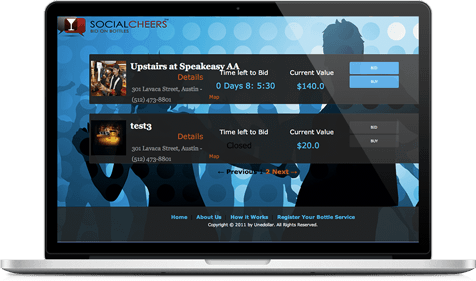 SOCIALCHEERS
BID ON BOTTLES
Upstairs at Speakeasy AA
Details
301 Lavaca Street, Austin -
(512) 473-8801
Map
Time left to Bid
0 Days 8: 5:30
Current Value
$140.0
BID
BUY
test3
Details
301 Lavaca Street, Austin -
(512) 473-8801
Map
Time left to Bid
Closed
Current Value
$20.0
BID
BUY
← Previous 1 2 Next →
Home About Us How it Works Register Your Bottle Service
Copyright © 2011 by Unedollar. All Rights Reserved.